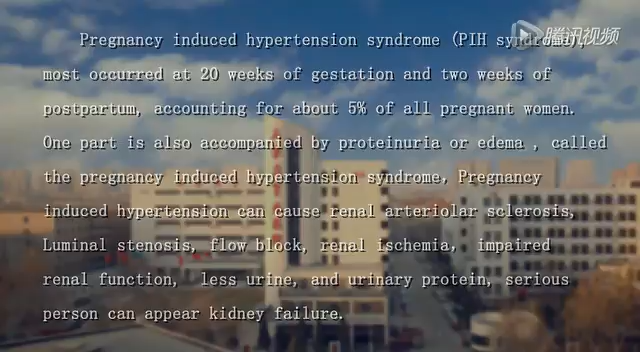 Pregnancy induced hypertension syndrome (PIH syndrome),
腾讯视频
most occurred at 20 weeks of gestation and two weeks of
postpartum, accounting for about 5% of all pregnant women.
One part is also accompanied by proteinuria or edema , called
the pregnancy induced hypertension syndrome, Pregnancy
induced hypertension can cause renal arteriolar sclerosis,
Luminal stenosis, flow block, renal ischemia, impaired
renal function, less urine, and urinary protein, serious
person can appear kidney failure.